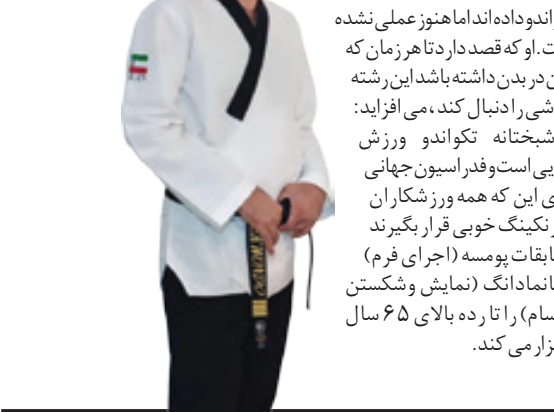 واندو داده‌اند اما هنوز عملی نشده
ت. او که قصد دارد تا هر زمان که
ن در بدن داشته باشد این رشته
شی را دنبال کند، می افزاید:
شبختانه تکواندو ورزش
یی است و فدراسیون جهانی
ی این که همه ورزشکاران
رنکینگ خوبی قرار بگیرند
ابقات پومسه (اجرای فرم)
انمادانگ (نمایش و شکستن
سام) را تا رده بالای ۶۵ سال
زار می کند.